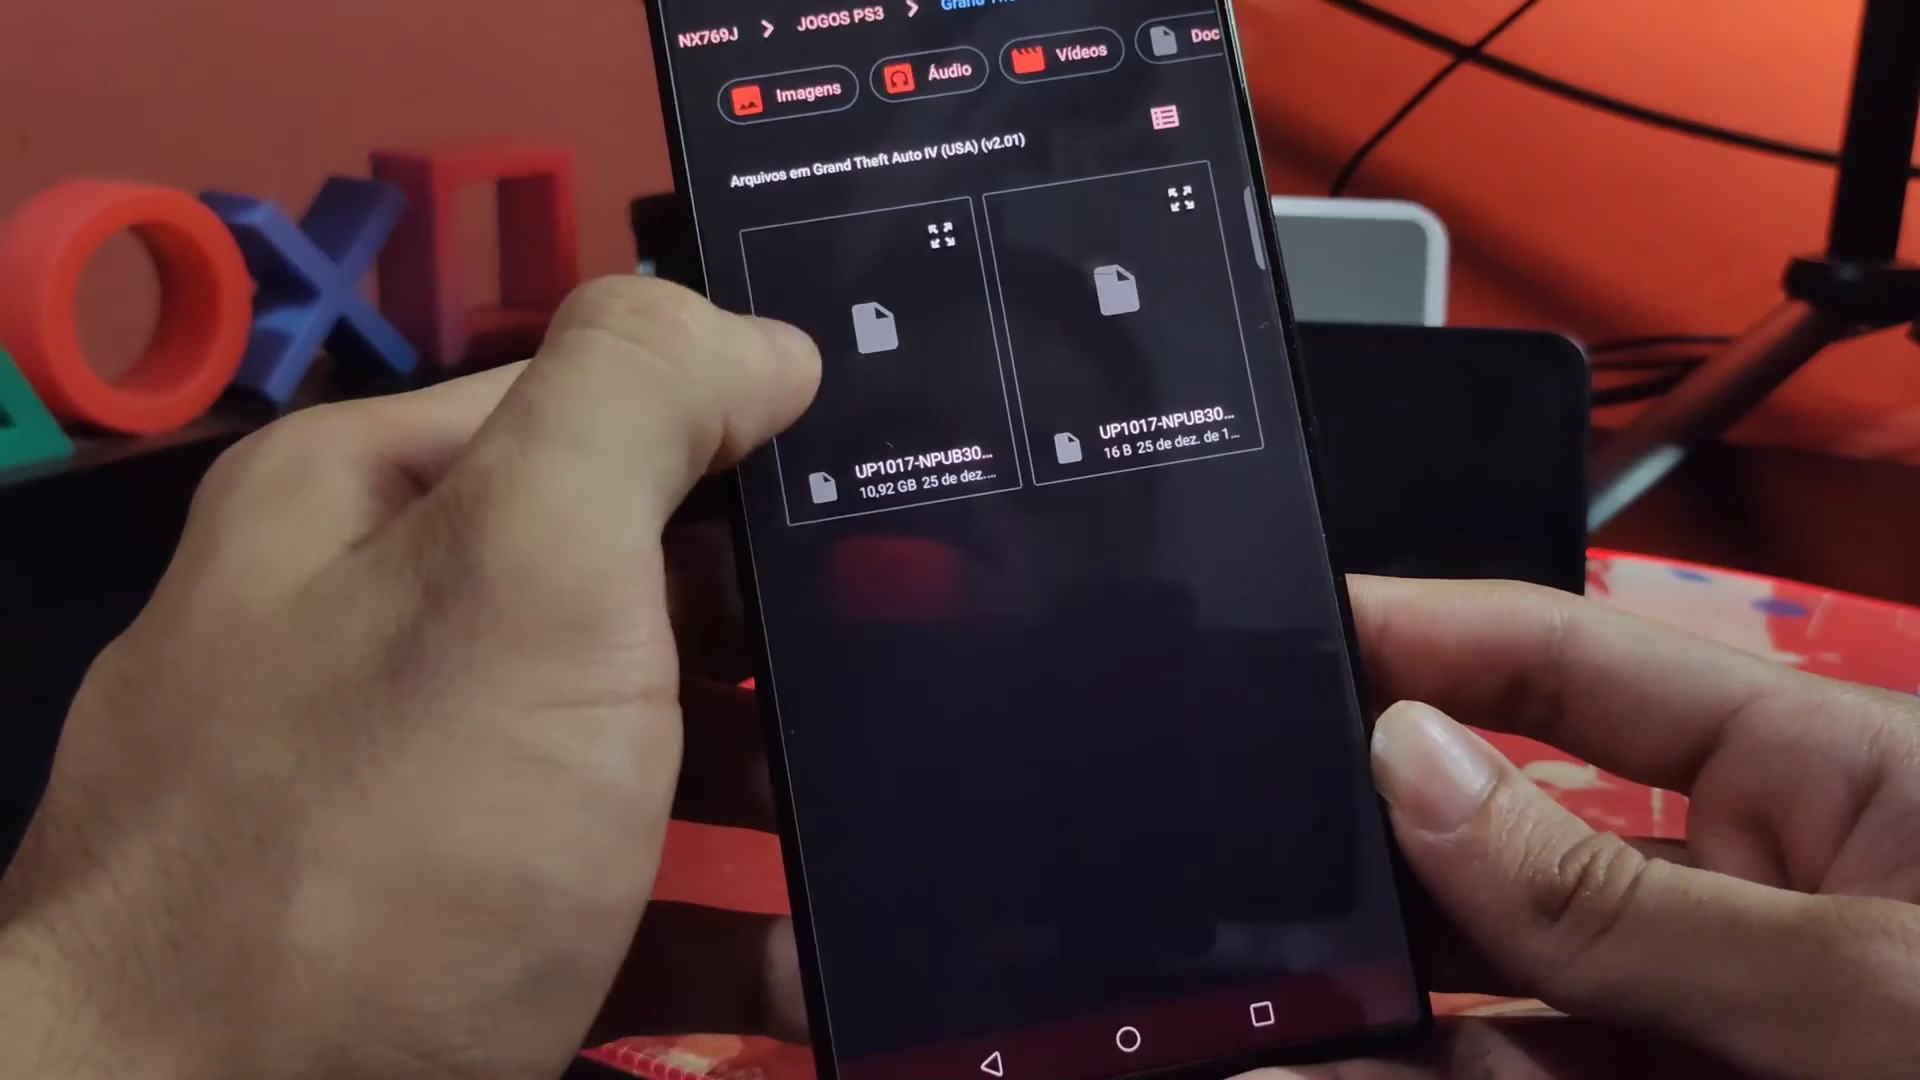 NX769J > JOGOS PS3 >
Imagens
Áudio
Vídeos
Doc
Arquivos em Grand Theft Auto IV (USA) (v2.01)
UP1017-NPUB30...
10,92 GB 25 de dez....
UP1017-NPUB30...
16 B 25 de dez. de 1...